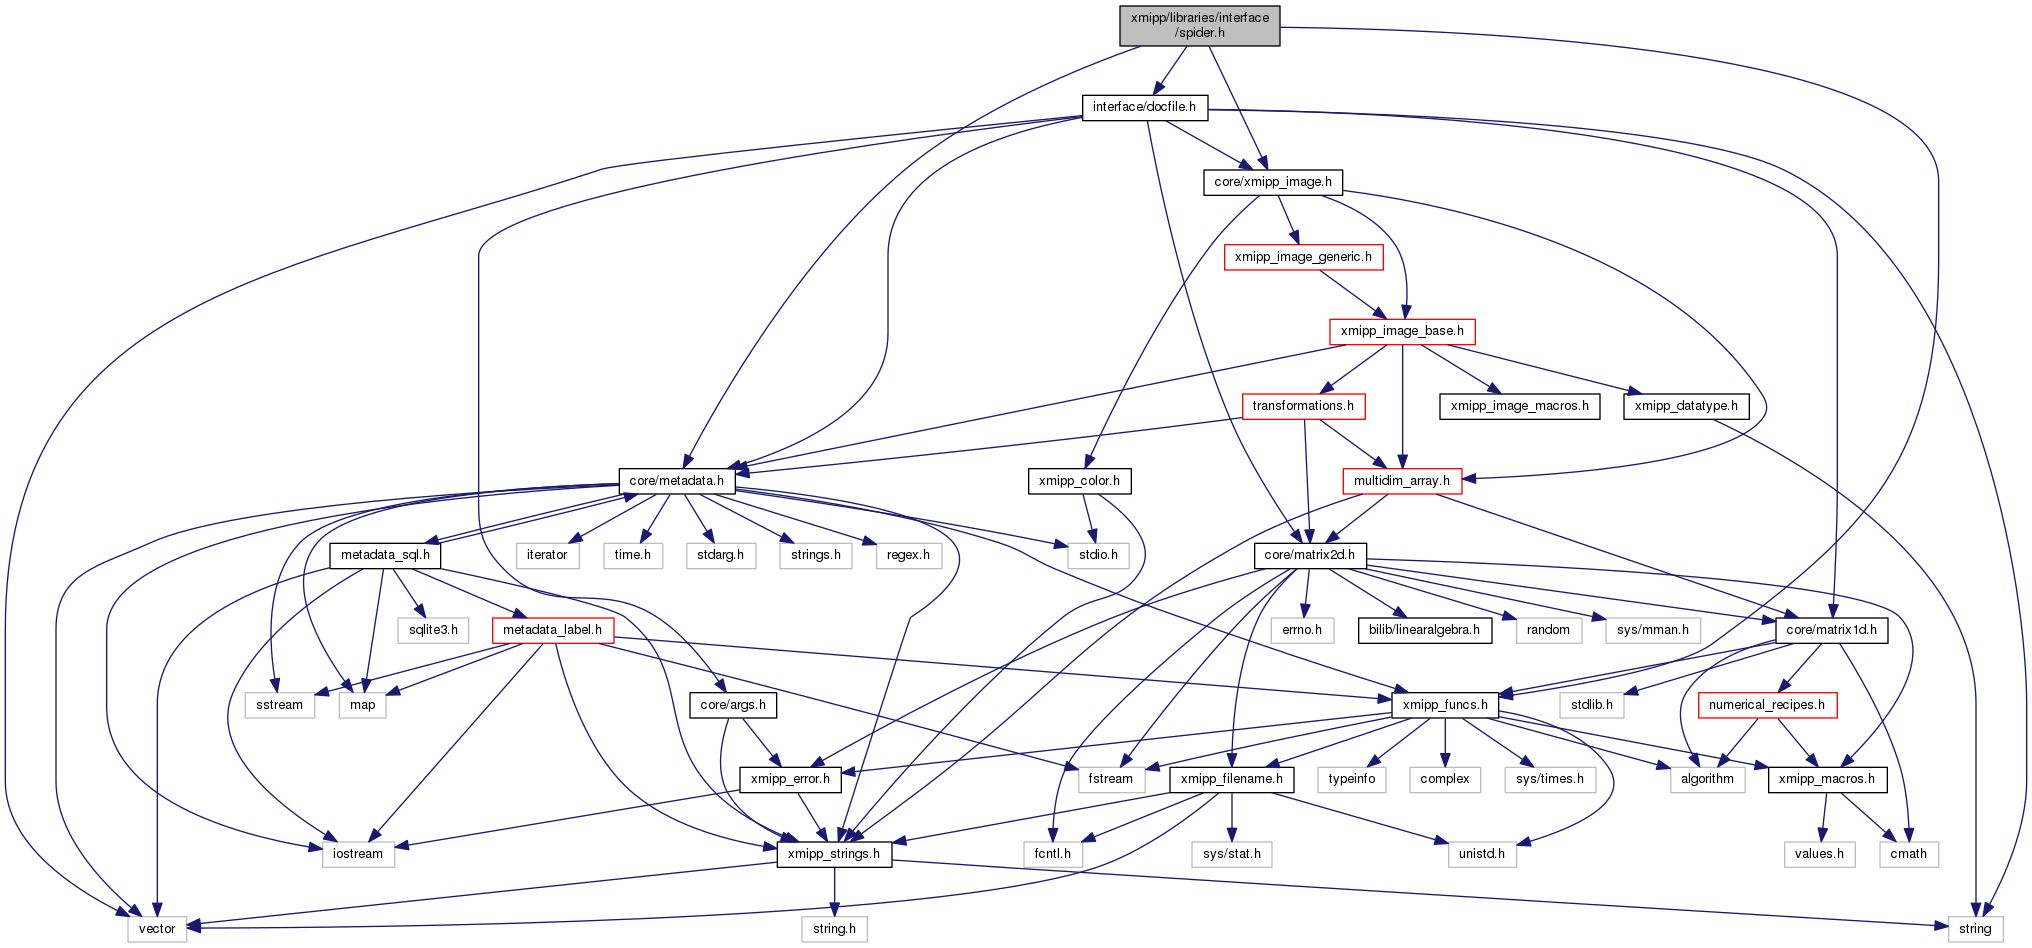 xmipp/libraries/interface
/spider.h
interface/docfile.h
core/xmipp_image.h
xmipp_image_generic.h
xmipp_image_base.h
transformations.h
xmipp_image_macros.h
xmipp_datatype.h
core/metadata.h
xmipp_color.h
multidim_array.h
metadata_sql.h
iterator
time.h
stdarg.h
strings.h
regex.h
stdio.h
core/matrix2d.h
sqlite3.h
metadata_label.h
errno.h
bilib/linearalgebra.h
random
sys/mman.h
core/matrix1d.h
sstream
map
core/args.h
xmipp_funcs.h
stdlib.h
numerical_recipes.h
xmipp_error.h
fstream
xmipp_filename.h
typeinfo
complex
sys/times.h
algorithm
xmipp_macros.h
iostream
xmipp_strings.h
fcntl.h
sys/stat.h
unistd.h
values.h
cmath
vector
string.h
string